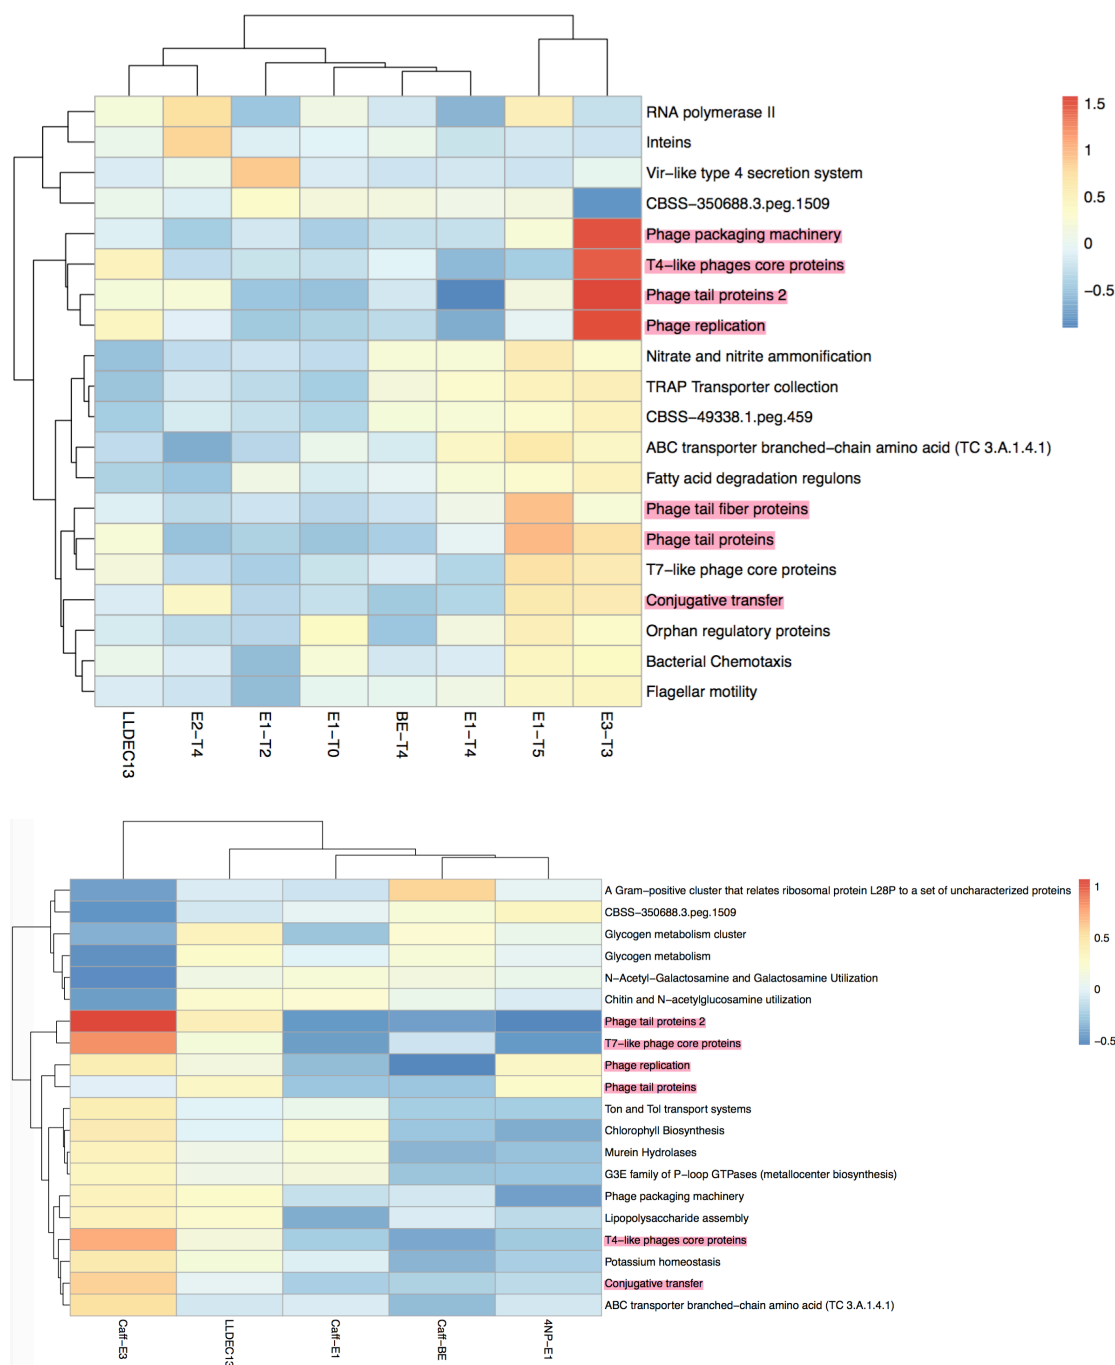 RNA polymerase II
Inteins
Vir−like type 4 secretion system
CBSS−350688.3.peg.1509
Phage packaging machinery
T4−like phages core proteins
Phage tail proteins 2
Phage replication
Nitrate and nitrite ammonification
TRAP Transporter collection
CBSS−49338.1.peg.459
ABC transporter branched−chain amino acid (TC 3.A.1.4.1)
Fatty acid degradation regulons
Phage tail fiber proteins
Phage tail proteins
T7−like phage core proteins
Conjugative transfer
Orphan regulatory proteins
Bacterial Chemotaxis
Flagellar motility
1.5
1
0.5
0
−0.5
LLDEC13
E2−T4
E1−T2
E1−T0
BE−T4
E1−T4
E1−T5
E3−T3
A Gram−positive cluster that relates ribosomal protein L28P to a set of uncharacterized proteins
CBSS−350688.3.peg.1509
Glycogen metabolism cluster
Glycogen metabolism
N−Acetyl−Galactosamine and Galactosamine Utilization
Chitin and N−acetylglucosamine utilization
Phage tail proteins 2
T7−like phage core proteins
Phage replication
Phage tail proteins
Ton and Tol transport systems
Chlorophyll Biosynthesis
Murein Hydrolases
G3E family of P−loop GTPases (metallocenter biosynthesis)
Phage packaging machinery
Lipopolysaccharide assembly
T4−like phages core proteins
Potassium homeostasis
Conjugative transfer
ABC transporter branched−chain amino acid (TC 3.A.1.4.1)
1
0.5
0
−0.5
Caff−E3
LLDEC13
Caff−E1
Caff−BE
4NP−E1